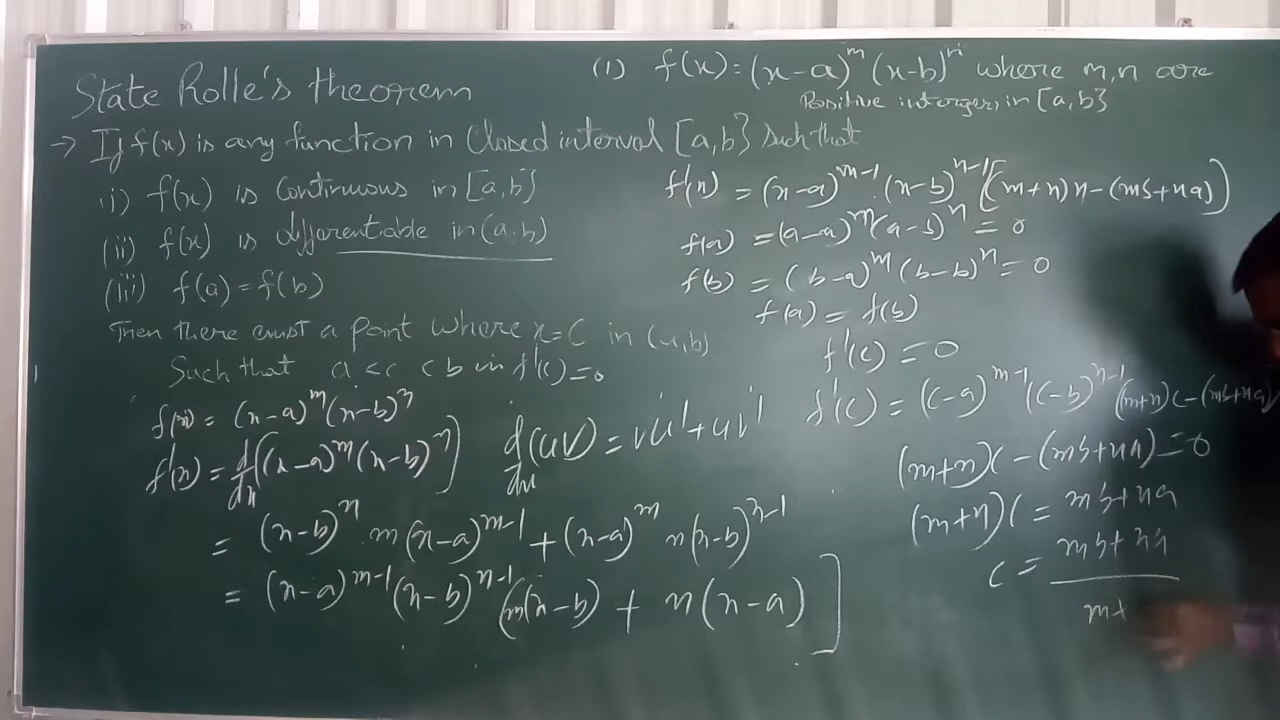 State Rolle's theorem
→ If f(x) is any function in closed interval [a,b} such that
(i) f(x) is continuous in [a,b}
(ii) f(x) is differentiable in (a.b)
(iii) f(a) = f(b)
Then there exist a point where x=c in (a,b)
Such that a<c<b in f'(c)=0
f(x) = (x-a)^m (x-b)^n
f'(x) = d/dx [(x-a)^m (x-b)^n]
d/dx (uv) = vu' + uv'
= (x-b)^n . m(x-a)^{m-1} + (x-a)^m n(x-b)^{n-1}
= (x-a)^{m-1} (x-b)^{n-1} [m(x-b) + n(x-a)]
(1) f(x) = (x-a)^m (x-b)^n where m,n are
Positive intergers, in [a,b}
f'(x) = (x-a)^{m-1} . (x-b)^{n-1} [(m+n)x - (mb+na)]
f(a) = (a-a)^m (a-b)^n = 0
f(b) = (b-a)^m (b-b)^n = 0
f(a) = f(b)
f'(c) = 0
f'(c) = (c-a)^{m-1} (c-b)^{n-1} (m+n)c - (mb+na)
(m+n)c - (mb+na) = 0
(m+n)c = mb+na
c = mb+na
m+